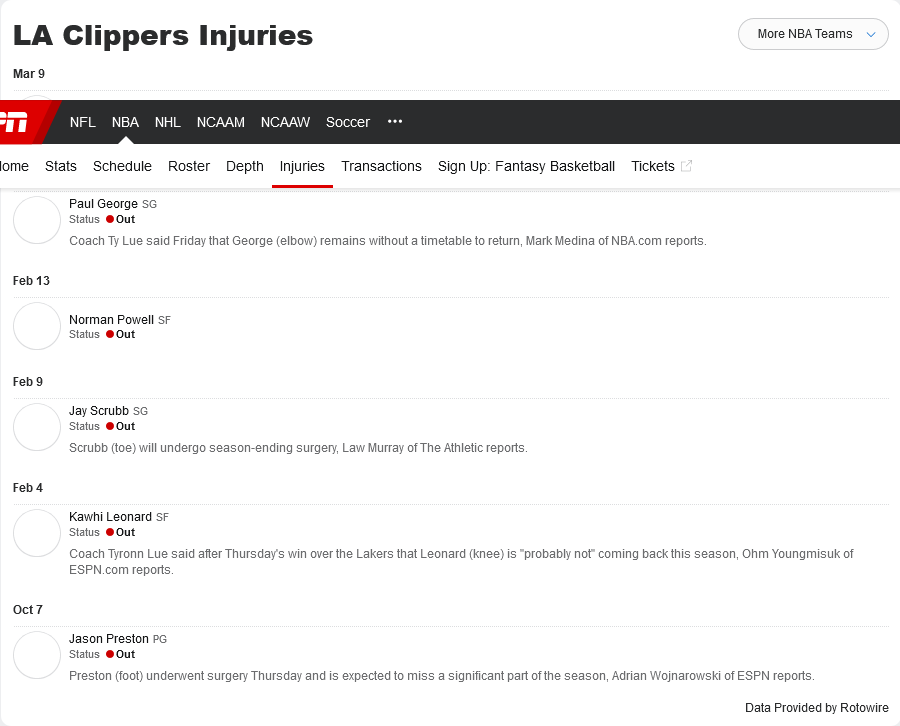 LA Clippers Injuries
More NBA Teams
Mar 9
NFL NBA NHL NCAAM NCAAW Soccer •••
Stats Schedule Roster Depth Injuries Transactions Sign Up: Fantasy Basketball Tickets
Paul George SG
Status Out
Coach Ty Lue said Friday that George (elbow) remains without a timetable to return, Mark Medina of NBA.com reports.
Feb 13
Norman Powell SF
Status Out
Feb 9
Jay Scrubb SG
Status Out
Scrubb (toe) will undergo season-ending surgery, Law Murray of The Athletic reports.
Feb 4
Kawhi Leonard SF
Status Out
Coach Tyronn Lue said after Thursday's win over the Lakers that Leonard (knee) is "probably not" coming back this season, Ohm Youngmisuk of
ESPN.com reports.
Oct 7
Jason Preston PG
Status Out
Preston (foot) underwent surgery Thursday and is expected to miss a significant part of the season, Adrian Wojnarowski of ESPN reports.
Data Provided by Rotowire